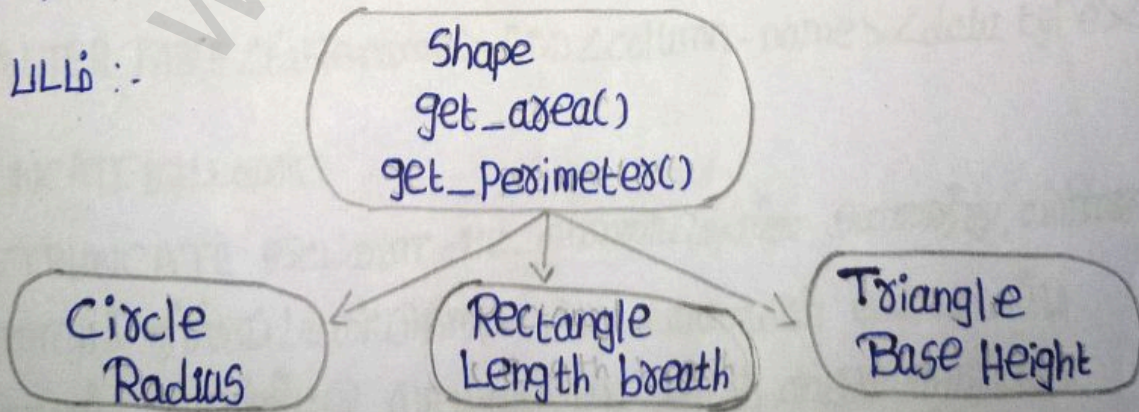 படம் :-
Shape
get_area()
get_perimeter()
Circle
Radius
Rectangle
Length breath
Triangle
Base Height